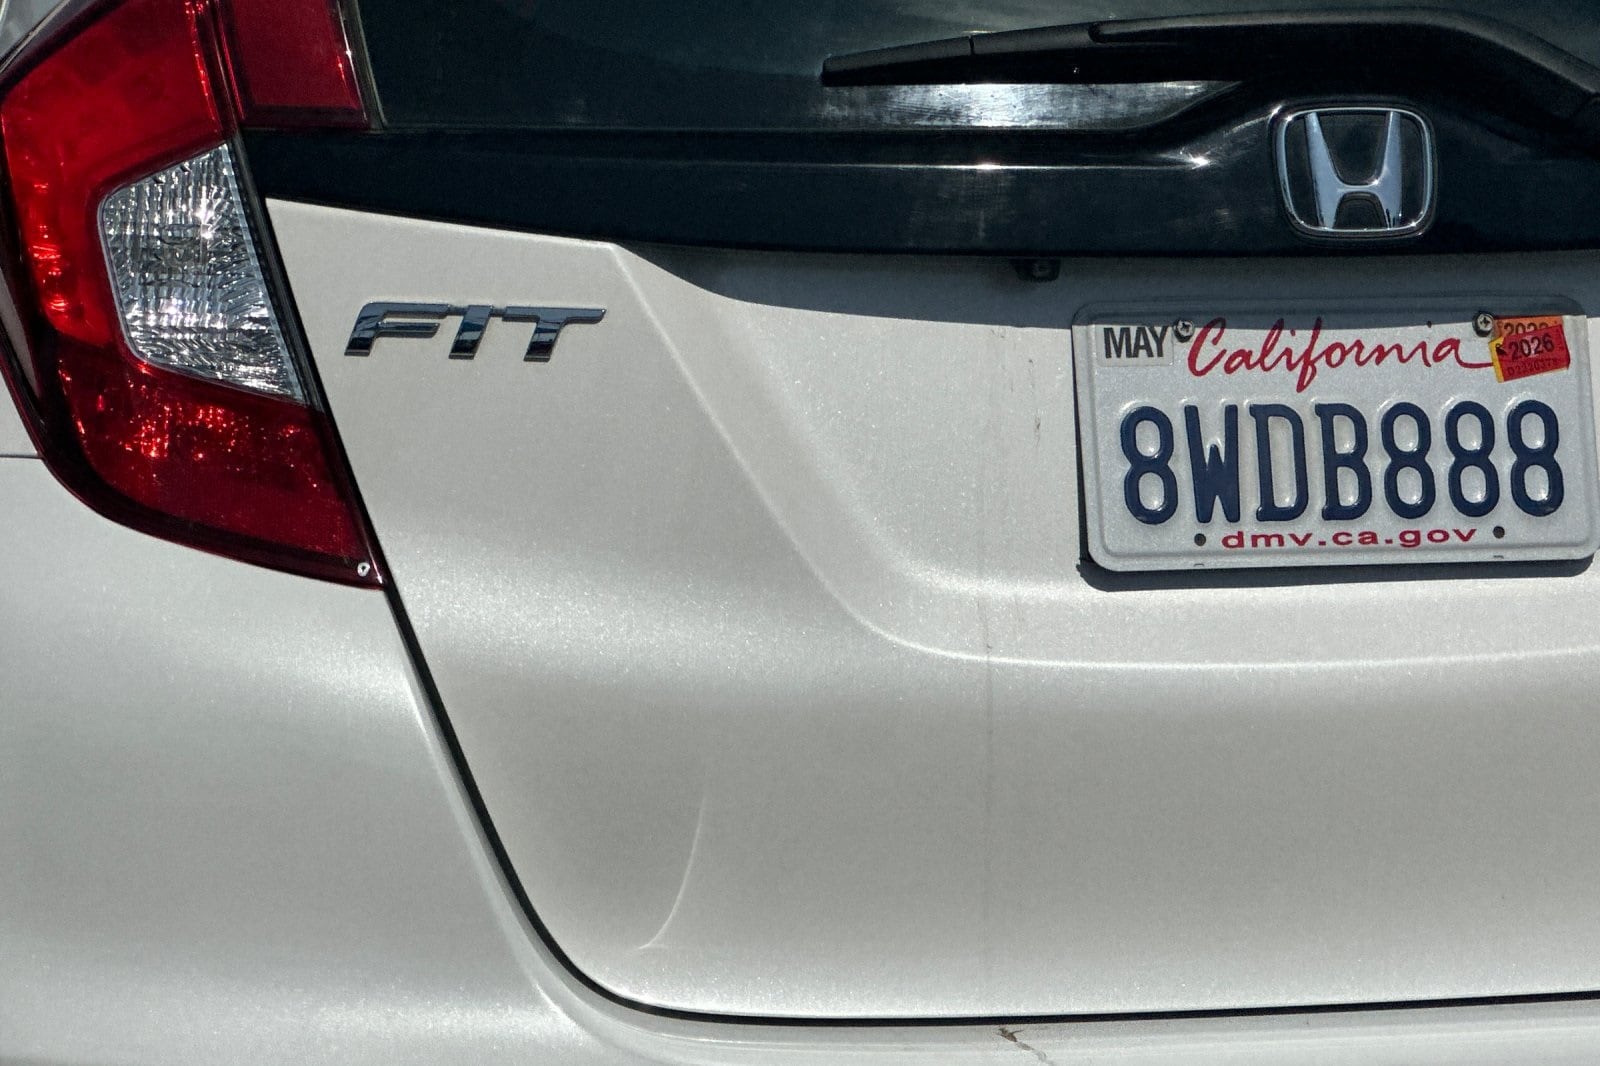 FIT
MAY California 2026
8WDB888
dmv.ca.gov